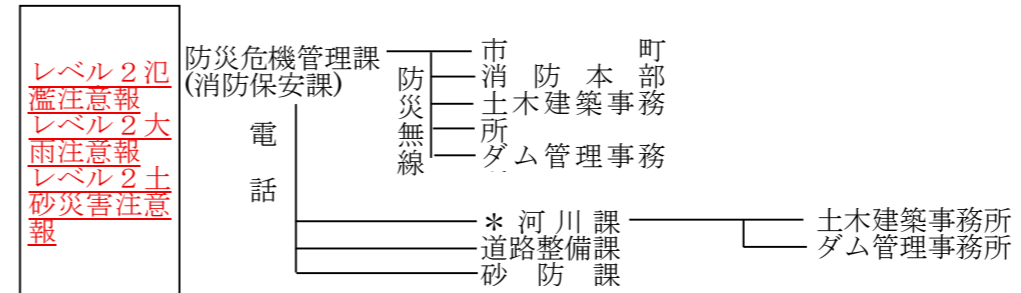 レベル２氾
濫注意報
レベル２大
雨注意報
レベル２土
砂災害注意
報
防災危機管理課
(消防保安課)
電
話
防
災
無
線
市　　　　町
消　防　本　部
土木建築事務
所
ダム管理事務
＊河川課
道路整備課
砂　防　課
土木建築事務所
ダム管理事務所